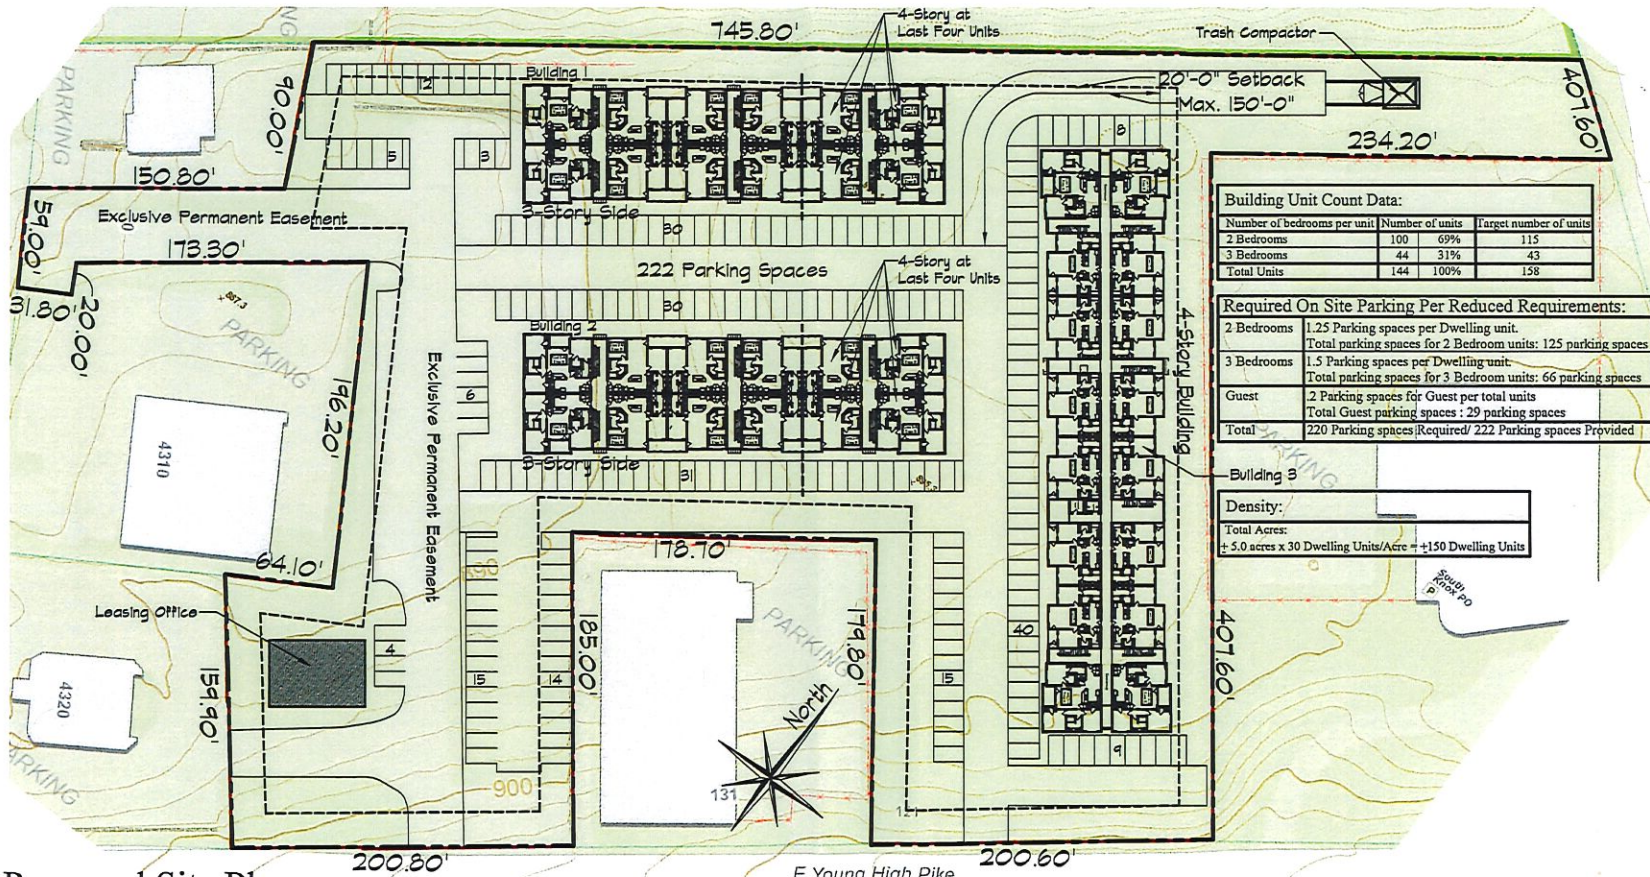 745.80'
4-Story at
Last Four Units
Trash Compactor
PARKING
90.00'
12
Building 1
20'-0" Setback
Max. 150'-0"
407.60'
8
234.20'
5
3
150.80'
59.00'
Exclusive Permanent Easement
3-Story Side
30
173.30'
222 Parking Spaces
4-Story at
Last Four Units
31.80'
20.00'
887.3
PARKING
30
Building 2
Exclusive Permanent Easement
6
196.20'
4310
3-Story Side
31
4-Story Building
Building 3
Building Unit Count Data:
Number of bedrooms per unit Number of units Target number of units
2 Bedrooms 100 69% 115
3 Bedrooms 44 31% 43
Total Units 144 100% 158
Required On Site Parking Per Reduced Requirements:
2 Bedrooms 1.25 Parking spaces per Dwelling unit.
Total parking spaces for 2 Bedroom units: 125 parking spaces
3 Bedrooms 1.5 Parking spaces per Dwelling unit.
Total parking spaces for 3 Bedroom units: 66 parking spaces
Guest .2 Parking spaces for Guest per total units
Total Guest parking spaces : 29 parking spaces
Total 220 Parking spaces Required/ 222 Parking spaces Provided
PARKING
Density:
Total Acres:
± 5.0 acres x 30 Dwelling Units/Acre = ±150 Dwelling Units
South
Knox PO
P
64.10'
178.70'
890
Leasing Office
4
185.00'
PARKING
179.80'
40
407.60'
159.90'
4320
15
14
15
North
PARKING
9
900
131
121
200.80'
200.60'
E Young High Pike